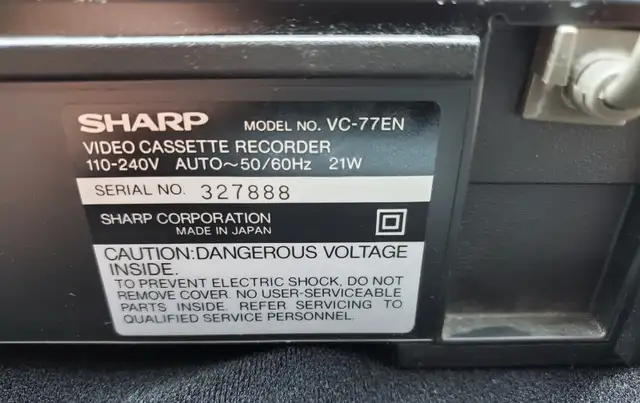 SHARP MODEL NO. VC-77EN
VIDEO CASSETTE RECORDER
110-240V AUTO~50/60Hz 21W
SERIAL NO. 327888
SHARP CORPORATION
MADE IN JAPAN
CAUTION:DANGEROUS VOLTAGE
INSIDE.
TO PREVENT ELECTRIC SHOCK, DO NOT
REMOVE COVER. NO USER-SERVICEABLE
PARTS INSIDE. REFER SERVICING TO
QUALIFIED SERVICE PERSONNEL.